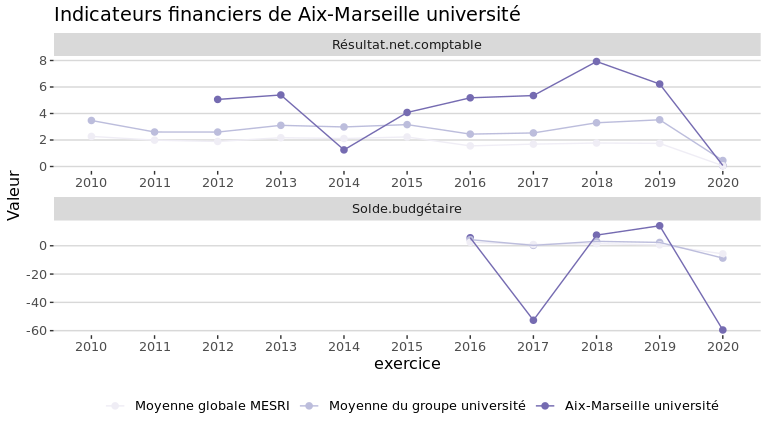 Indicateurs financiers de Aix-Marseille université
Résultat.net.comptable
8
6
4
2
0
2010 2011 2012 2013 2014 2015 2016 2017 2018 2019 2020
Valeur
Solde.budgétaire
0
-20
-40
-60
2010 2011 2012 2013 2014 2015 2016 2017 2018 2019 2020
exercice
Moyenne globale MESRI Moyenne du groupe université Aix-Marseille université